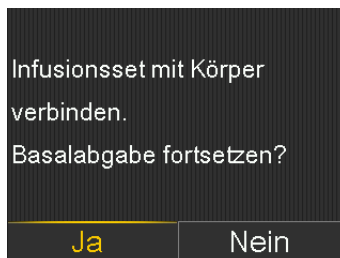 Infusionsset mit Körper
verbinden.
Basalabgabe fortsetzen?
Ja Nein